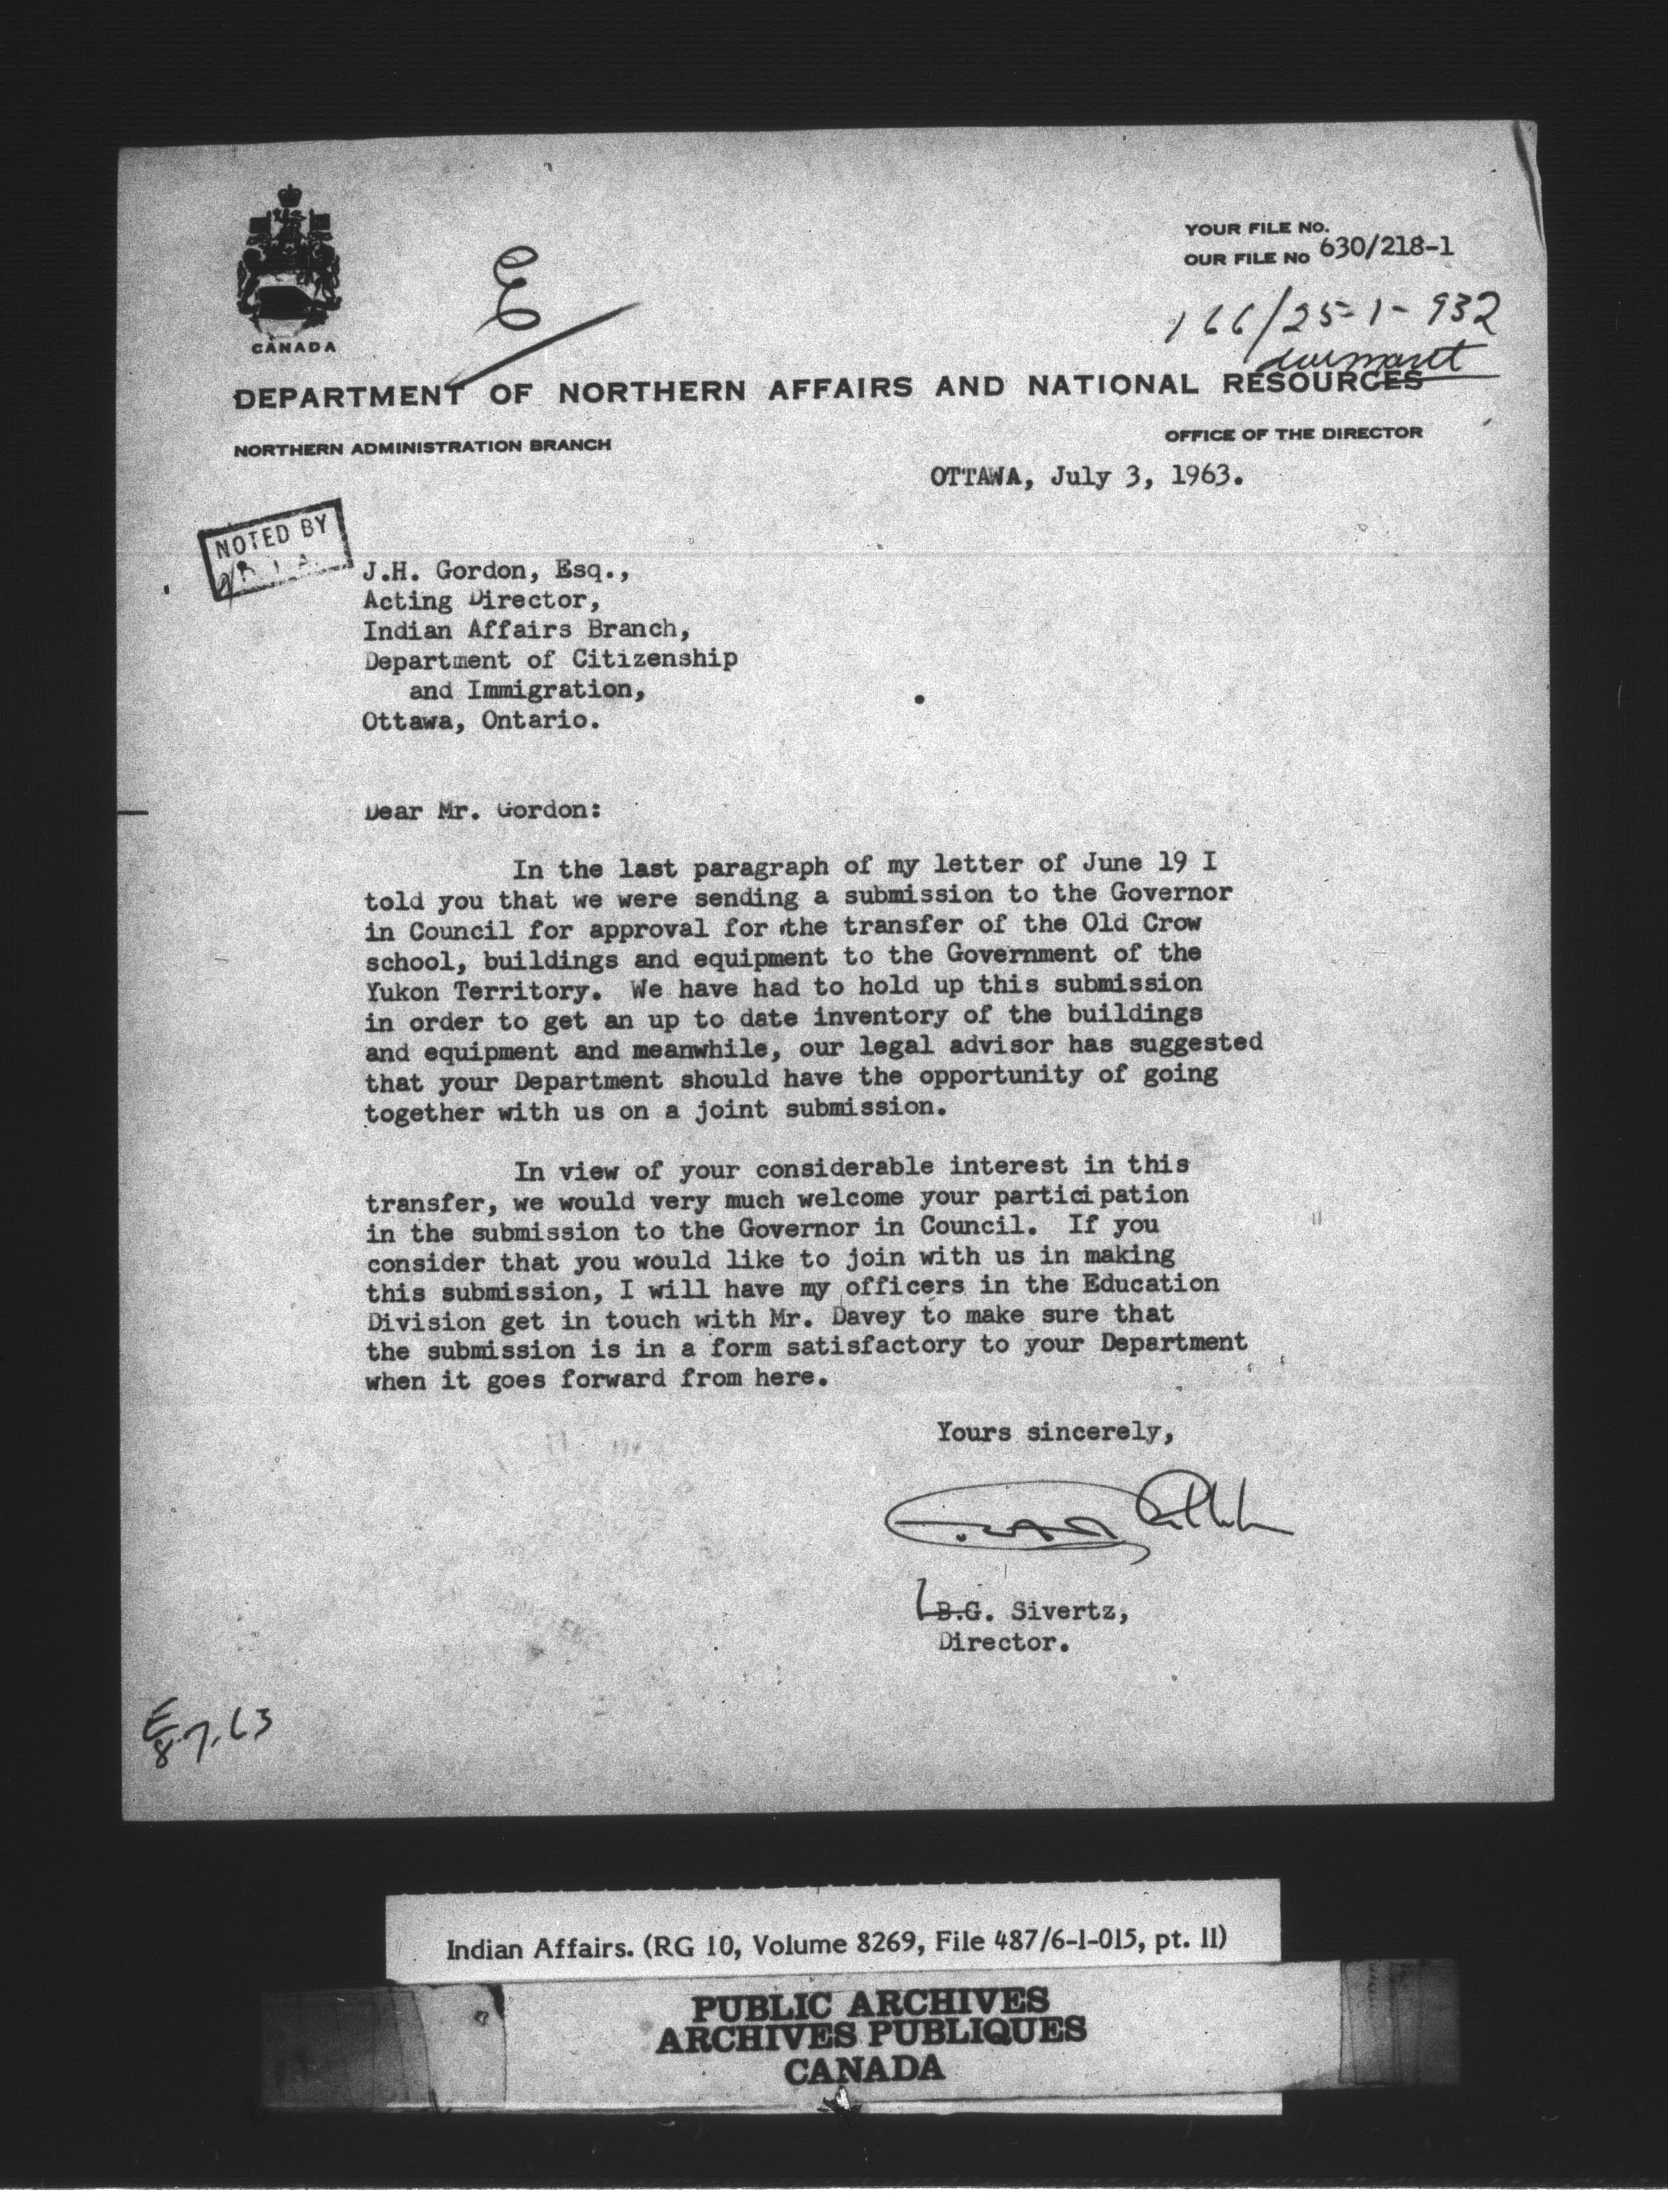 CANADA
E
YOUR FILE No.
OUR FILE No 630/218-1
166/25-1-932
dormant
DEPARTMENT OF NORTHERN AFFAIRS AND NATIONAL RESOURCES
NORTHERN ADMINISTRATION BRANCH
OFFICE OF THE DIRECTOR
OTTAWA, July 3, 1963.
NOTED BY
J.H. Gordon, Esq.,
Acting Director,
Indian Affairs Branch,
Department of Citizenship
and Immigration,
Ottawa, Ontario.
Dear Mr. Gordon:
In the last paragraph of my letter of June 19 I
told you that we were sending a submission to the Governor
in Council for approval for the transfer of the Old Crow
school, buildings and equipment to the Government of the
Yukon Territory. We have had to hold up this submission
in order to get an up to date inventory of the buildings
and equipment and meanwhile, our legal advisor has suggested
that your Department should have the opportunity of going
together with us on a joint submission.
In view of your considerable interest in this
transfer, we would very much welcome your participation
in the submission to the Governor in Council. If you
consider that you would like to join with us in making
this submission, I will have my officers in the Education
Division get in touch with Mr. Davey to make sure that
the submission is in a form satisfactory to your Department
when it goes forward from here.
Yours sincerely,
B.G. Sivertz,
Director.
E
8.7.63
Indian Affairs. (RG 10, Volume 8269, File 487/6-1-015, pt. 11)
PUBLIC ARCHIVES
ARCHIVES PUBLIQUES
CANADA